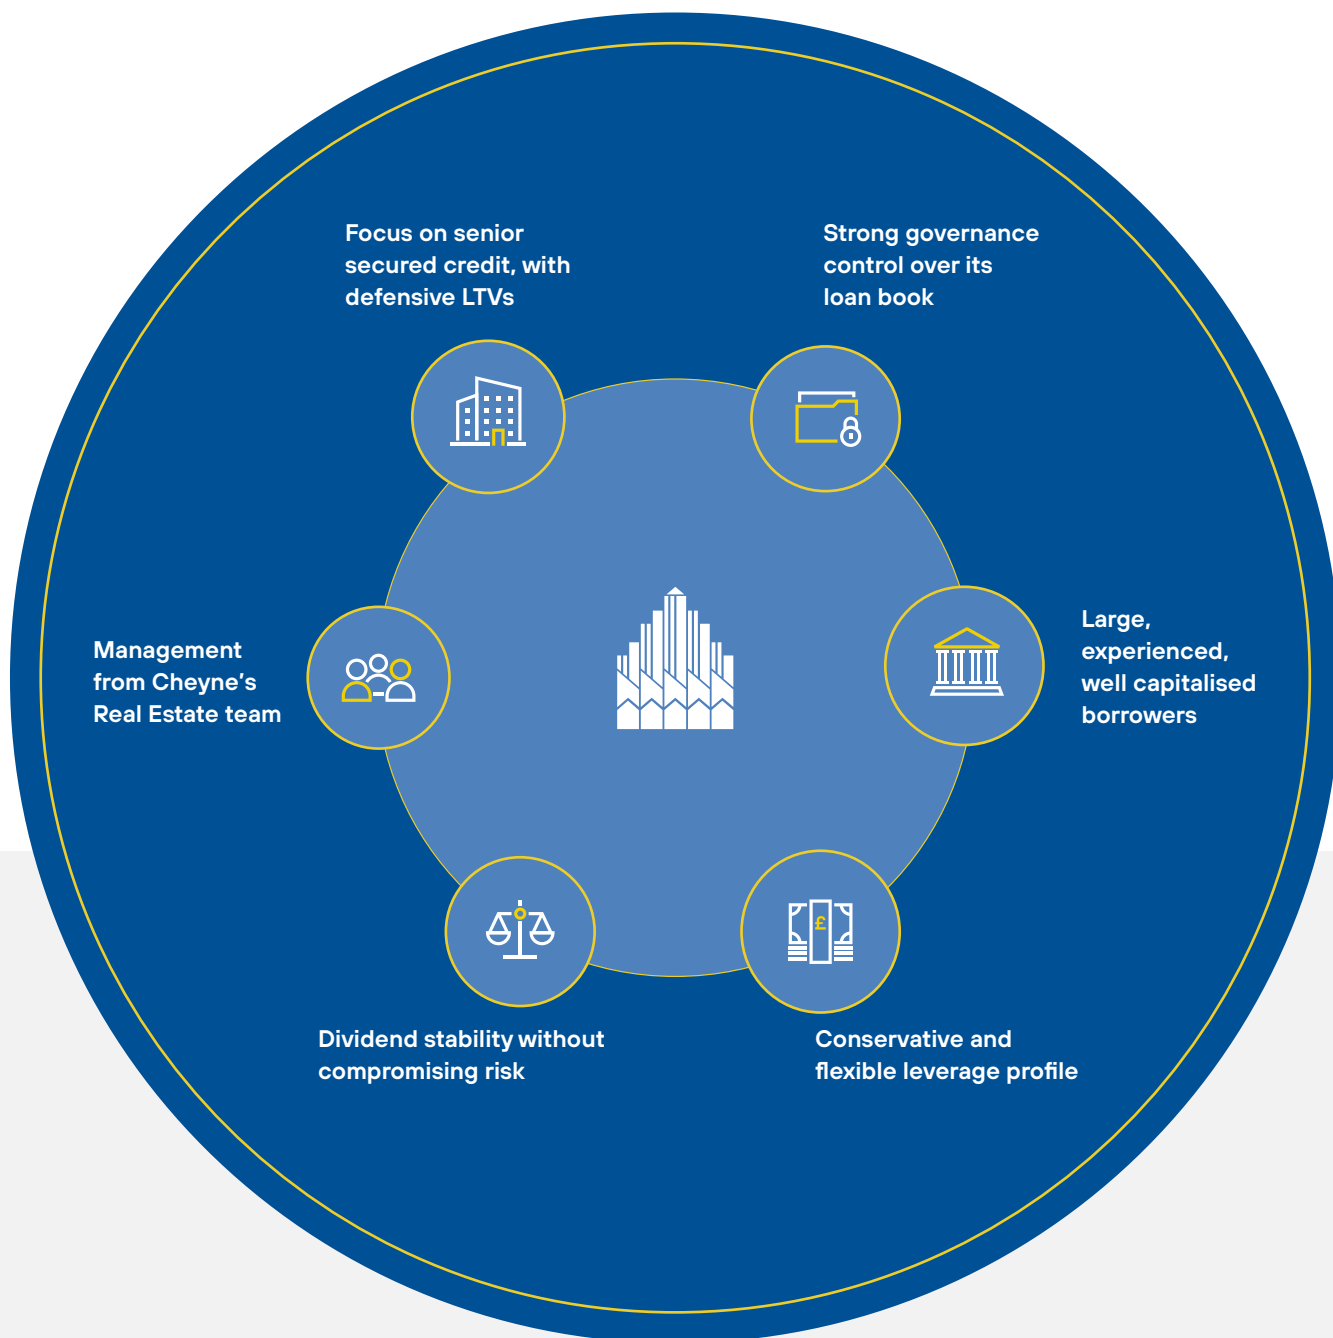 Focus on senior
secured credit, with
defensive LTVs
Strong governance
control over its
loan book
Management
from Cheyne’s
Real Estate team
Large,
experienced,
well capitalised
borrowers
£
Dividend stability without
compromising risk
Conservative and
flexible leverage profile